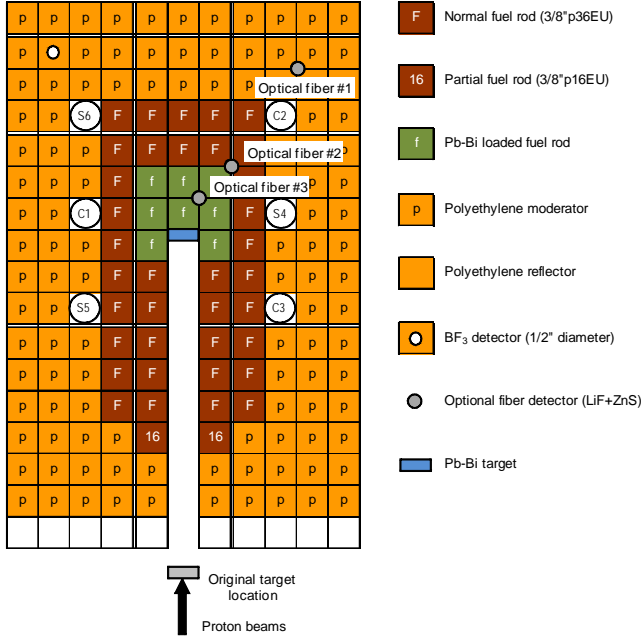 p p p p p p p p p p p
p p p p p p p p p p
p p p p p p p p p p p
Optical fiber #1
p p S6 F F F F F C2 p p
p p p F F F F
Optical fiber #2
p p p F f f p p
Optical fiber #3
p p C1 F f f f F S4 p p
p p p F f f F p p p
p p p F F F F p p p
p p S5 F F F F C3 p p
p p p F F F F p p p
p p p F F F F p p p
p p p F F F F p p p
p p p p 16 16 p p p p
p p p p p p p p p p
p p p p p p p p p p
Original target
location
Proton beams
F Normal fuel rod (3/8"p36EU)
16 Partial fuel rod (3/8"p16EU)
f Pb-Bi loaded fuel rod
p Polyethylene moderator
Polyethylene reflector
BF3 detector (1/2" diameter)
Optional fiber detector (LiF+ZnS)
Pb-Bi target